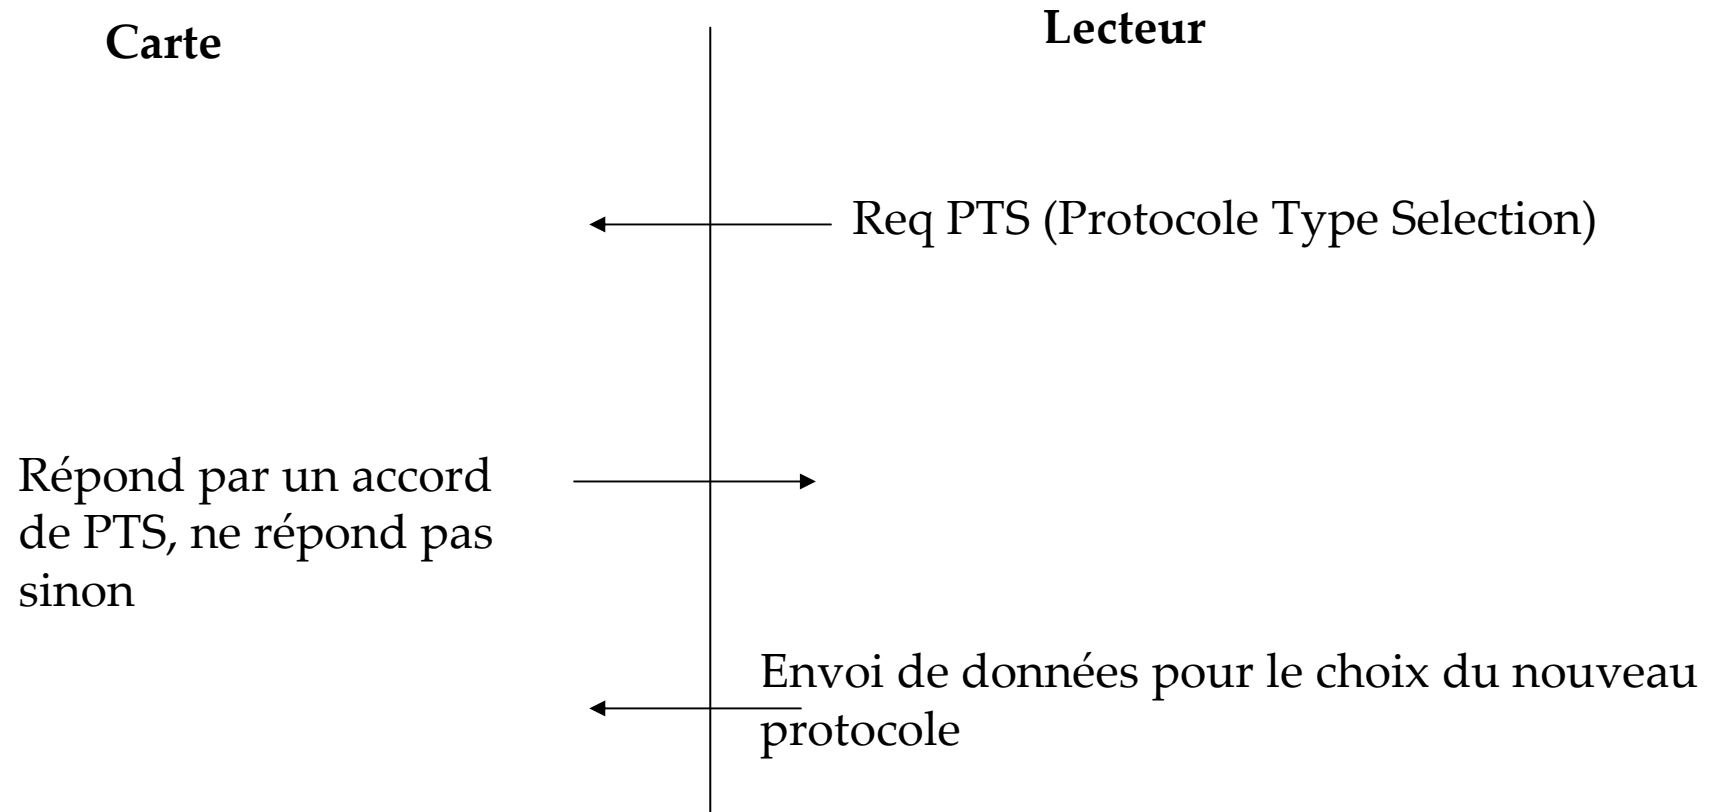 Carte
Lecteur
Req PTS (Protocole Type Selection)
Répond par un accord
de PTS, ne répond pas
sinon
Envoi de données pour le choix du nouveau
protocole